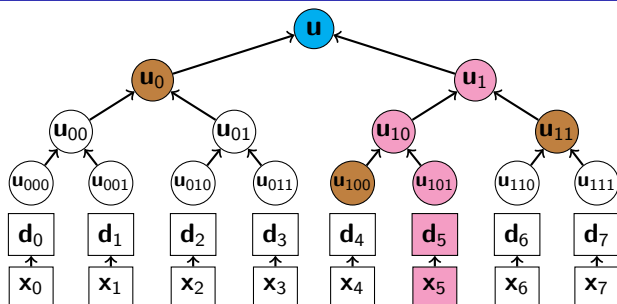 u
u₀ u₁
u₀₀ u₀₁ u₁₀ u₁₁
u₀₀₀ u₀₀₁ u₀₁₀ u₀₁₁ u₁₀₀ u₁₀₁ u₁₁₀ u₁₁₁
d₀ d₁ d₂ d₃ d₄ d₅ d₆ d₇
x₀ x₁ x₂ x₃ x₄ x₅ x₆ x₇